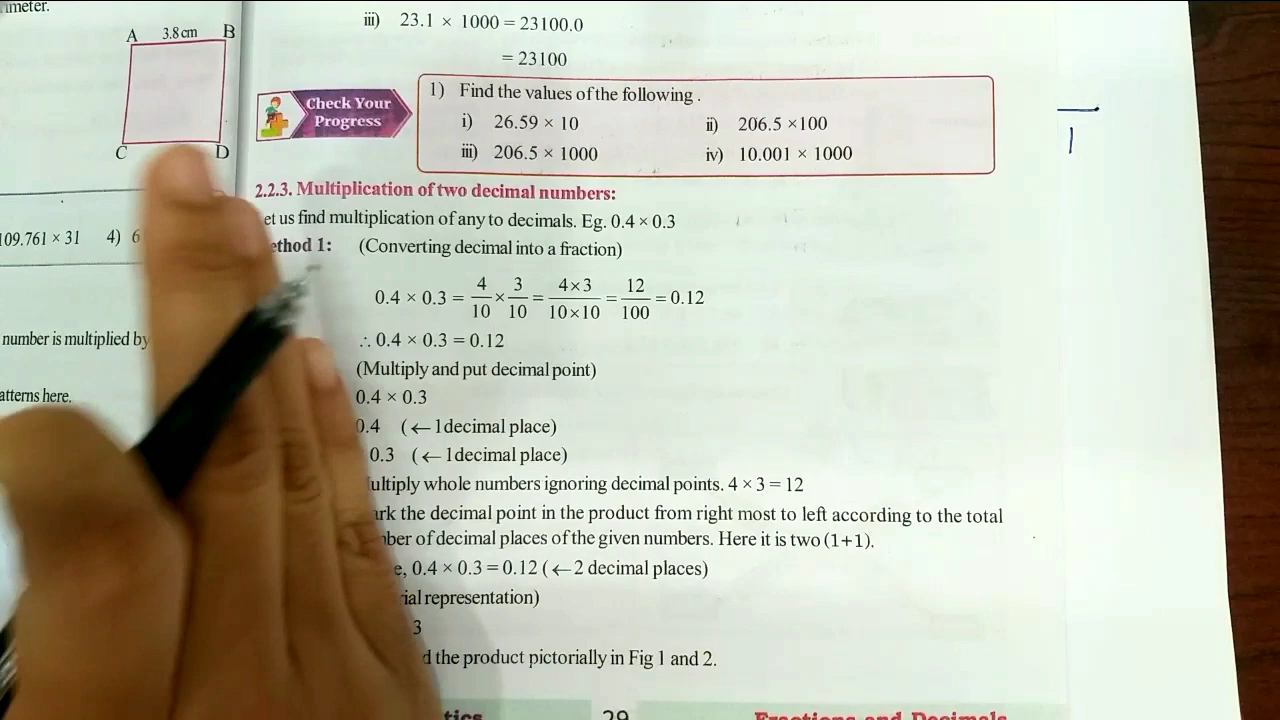 imeter.
A 3.8cm B
C D
109.761 × 31 4) 6
number is multiplied by
atterns here.
iii) 23.1 × 1000 = 23100.0
= 23100
Check Your
Progress
1) Find the values of the following .
i) 26.59 × 10 ii) 206.5 ×100
iii) 206.5 × 1000 iv) 10.001 × 1000
2.2.3. Multiplication of two decimal numbers:
et us find multiplication of any to decimals. Eg. 0.4 × 0.3
ethod 1: (Converting decimal into a fraction)
0.4 × 0.3 = 4/10 × 3/10 = 4×3/10×10 = 12/100 = 0.12
∴ 0.4 × 0.3 = 0.12
(Multiply and put decimal point)
0.4 × 0.3
0.4 (← 1decimal place)
0.3 (← 1decimal place)
ultiply whole numbers ignoring decimal points. 4 × 3 = 12
ark the decimal point in the product from right most to left according to the total
ber of decimal places of the given numbers. Here it is two (1+1).
e, 0.4 × 0.3 = 0.12 (←2 decimal places)
rial representation)
3
d the product pictorially in Fig 1 and 2.
tics 29 Fractions and Decimals
1